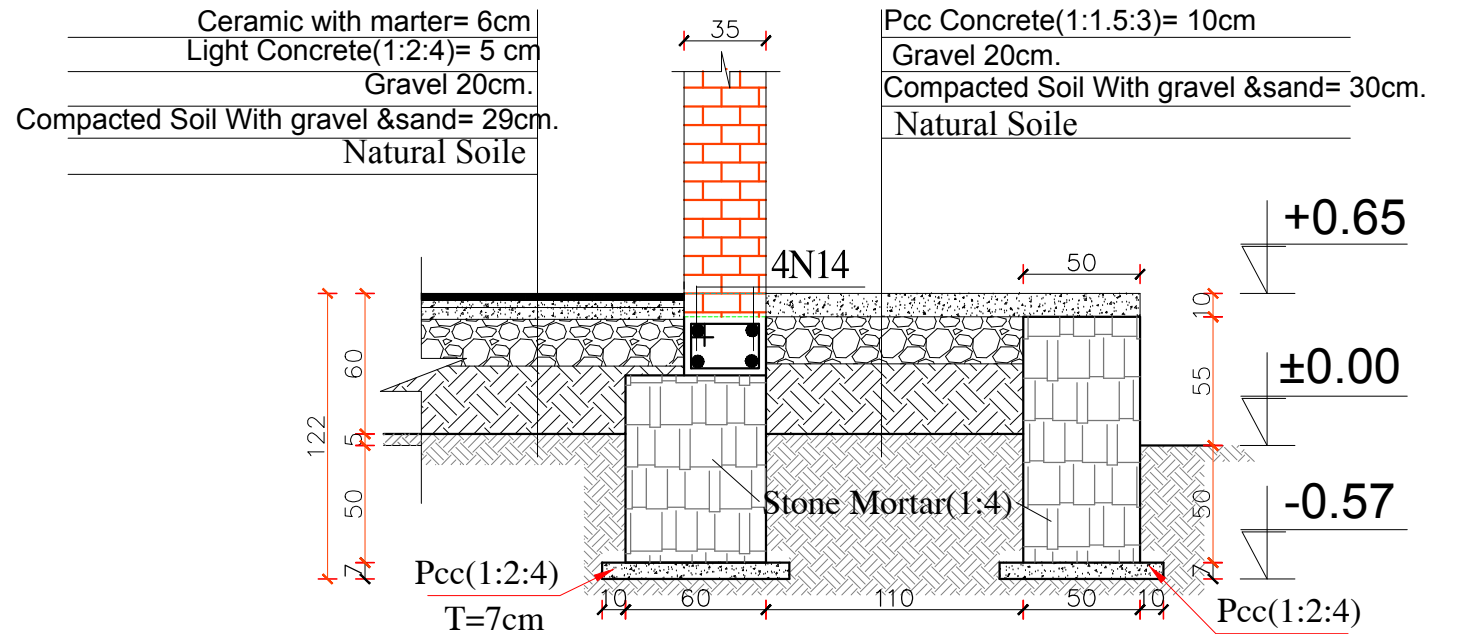 Ceramic with marter= 6cm
Light Concrete(1:2:4)= 5 cm
Gravel 20cm.
Compacted Soil With gravel &sand= 29cm.
Natural Soile
Pcc Concrete(1:1.5:3)= 10cm
Gravel 20cm.
Compacted Soil With gravel &sand= 30cm.
Natural Soile
35
4N14
50
+0.65
±0.00
-0.57
122
60
5
50
7
10
55
50
7
Stone Mortar(1:4)
Pcc(1:2:4)
T=7cm
10
60
110
50
10
Pcc(1:2:4)